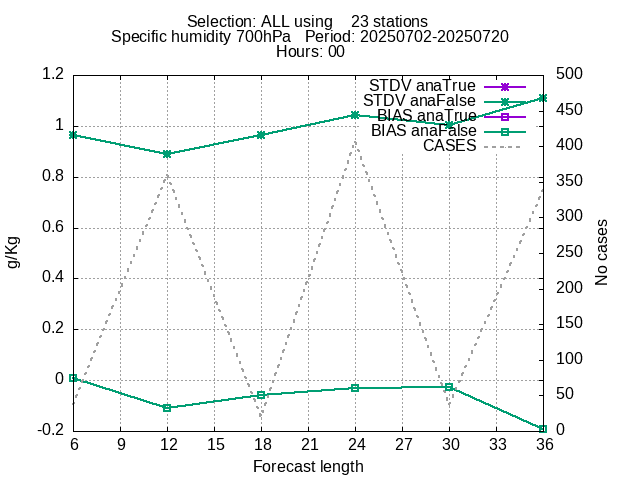 Selection: ALL using 23 stations
Specific humidity 700hPa Period: 20250702-20250720
Hours: 00
1.2
1
0.8
0.6
0.4
0.2
0
-0.2
g/Kg
STDV anaTrue
STDV anaFalse
BIAS anaTrue
BIAS anaFalse
CASES
500
450
400
350
300
250
200
150
100
50
0
No cases
6 9 12 15 18 21 24 27 30 33 36
Forecast length